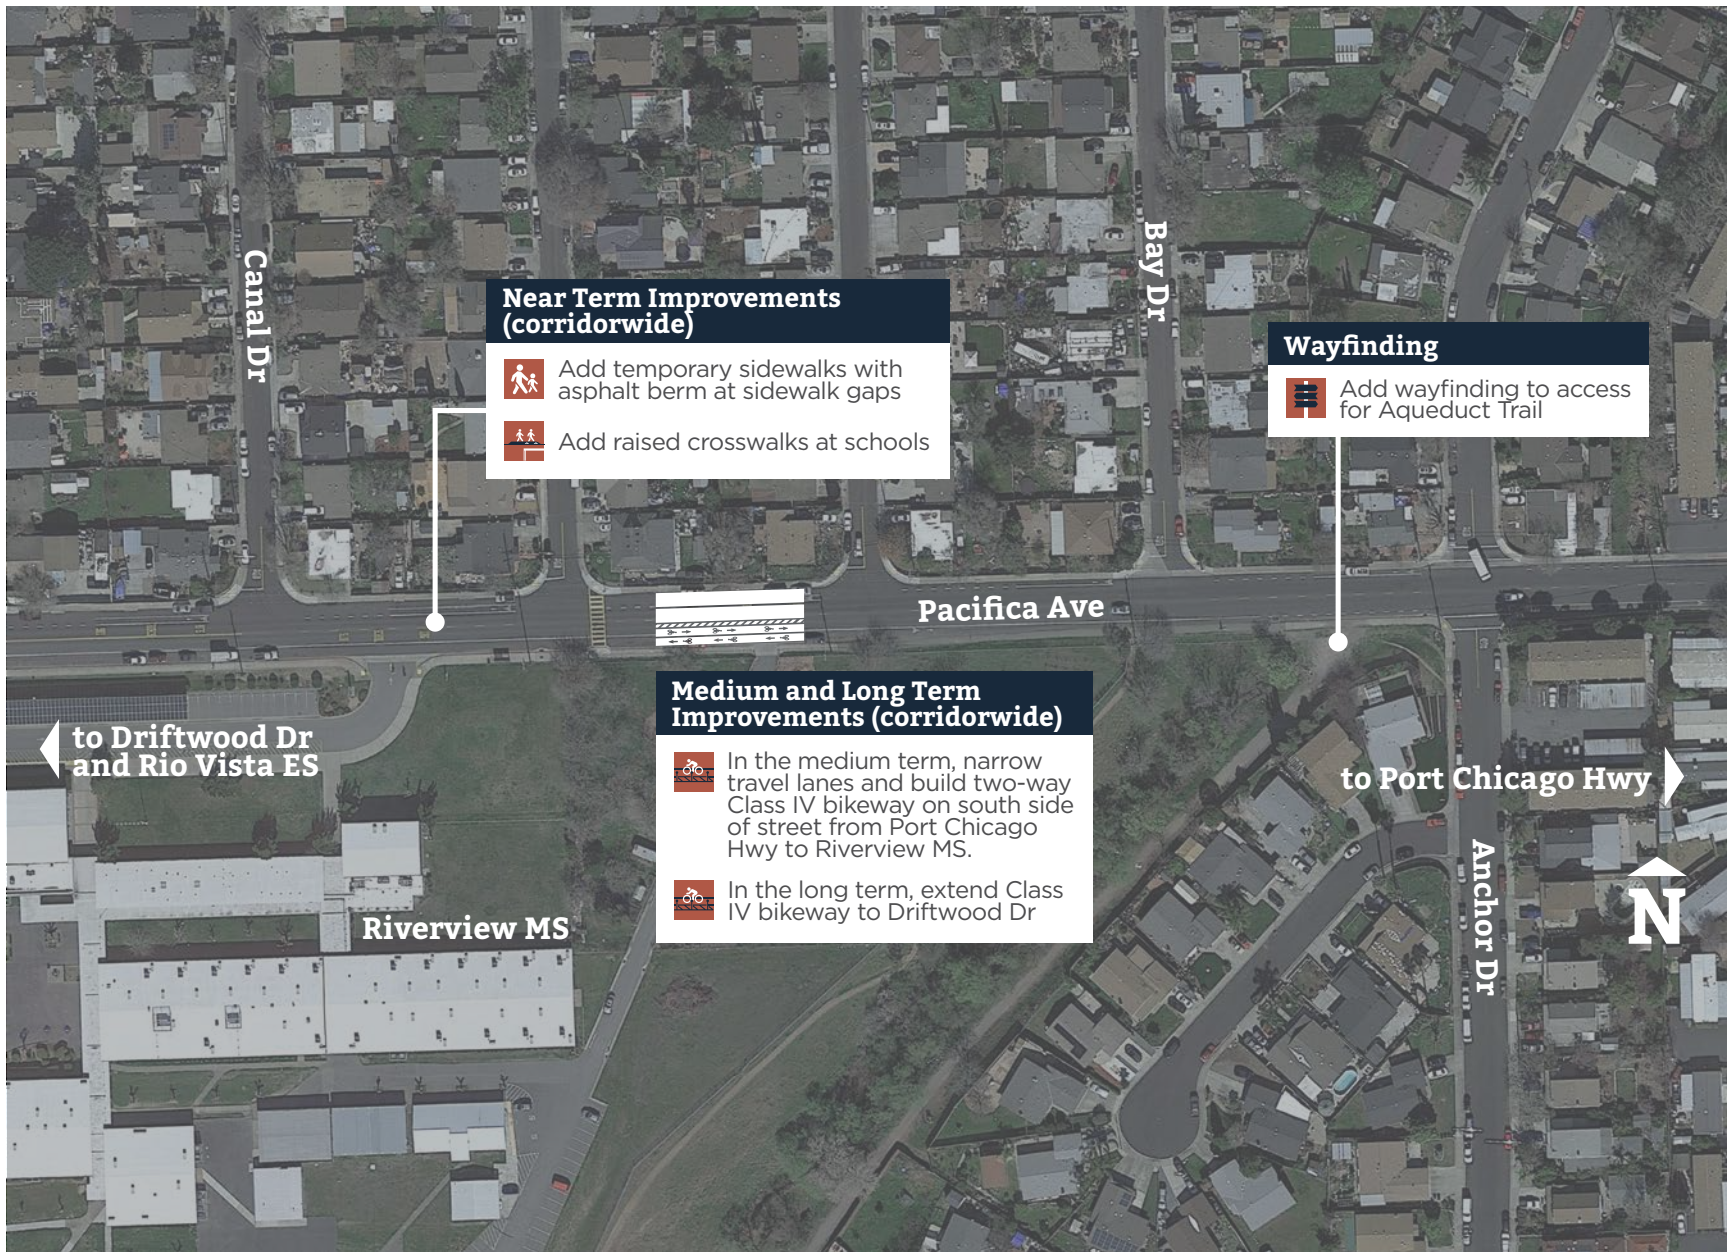 Canal Dr
Bay Dr
Near Term Improvements
(corridorwide)
Add temporary sidewalks with
asphalt berm at sidewalk gaps
Add raised crosswalks at schools
Wayfinding
Add wayfinding to access
for Aqueduct Trail
Pacifica Ave
Medium and Long Term
Improvements (corridorwide)
In the medium term, narrow
travel lanes and build two-way
Class IV bikeway on south side
of street from Port Chicago
Hwy to Riverview MS.
In the long term, extend Class
IV bikeway to Driftwood Dr
to Driftwood Dr
and Rio Vista ES
to Port Chicago Hwy
Anchor Dr
N
Riverview MS